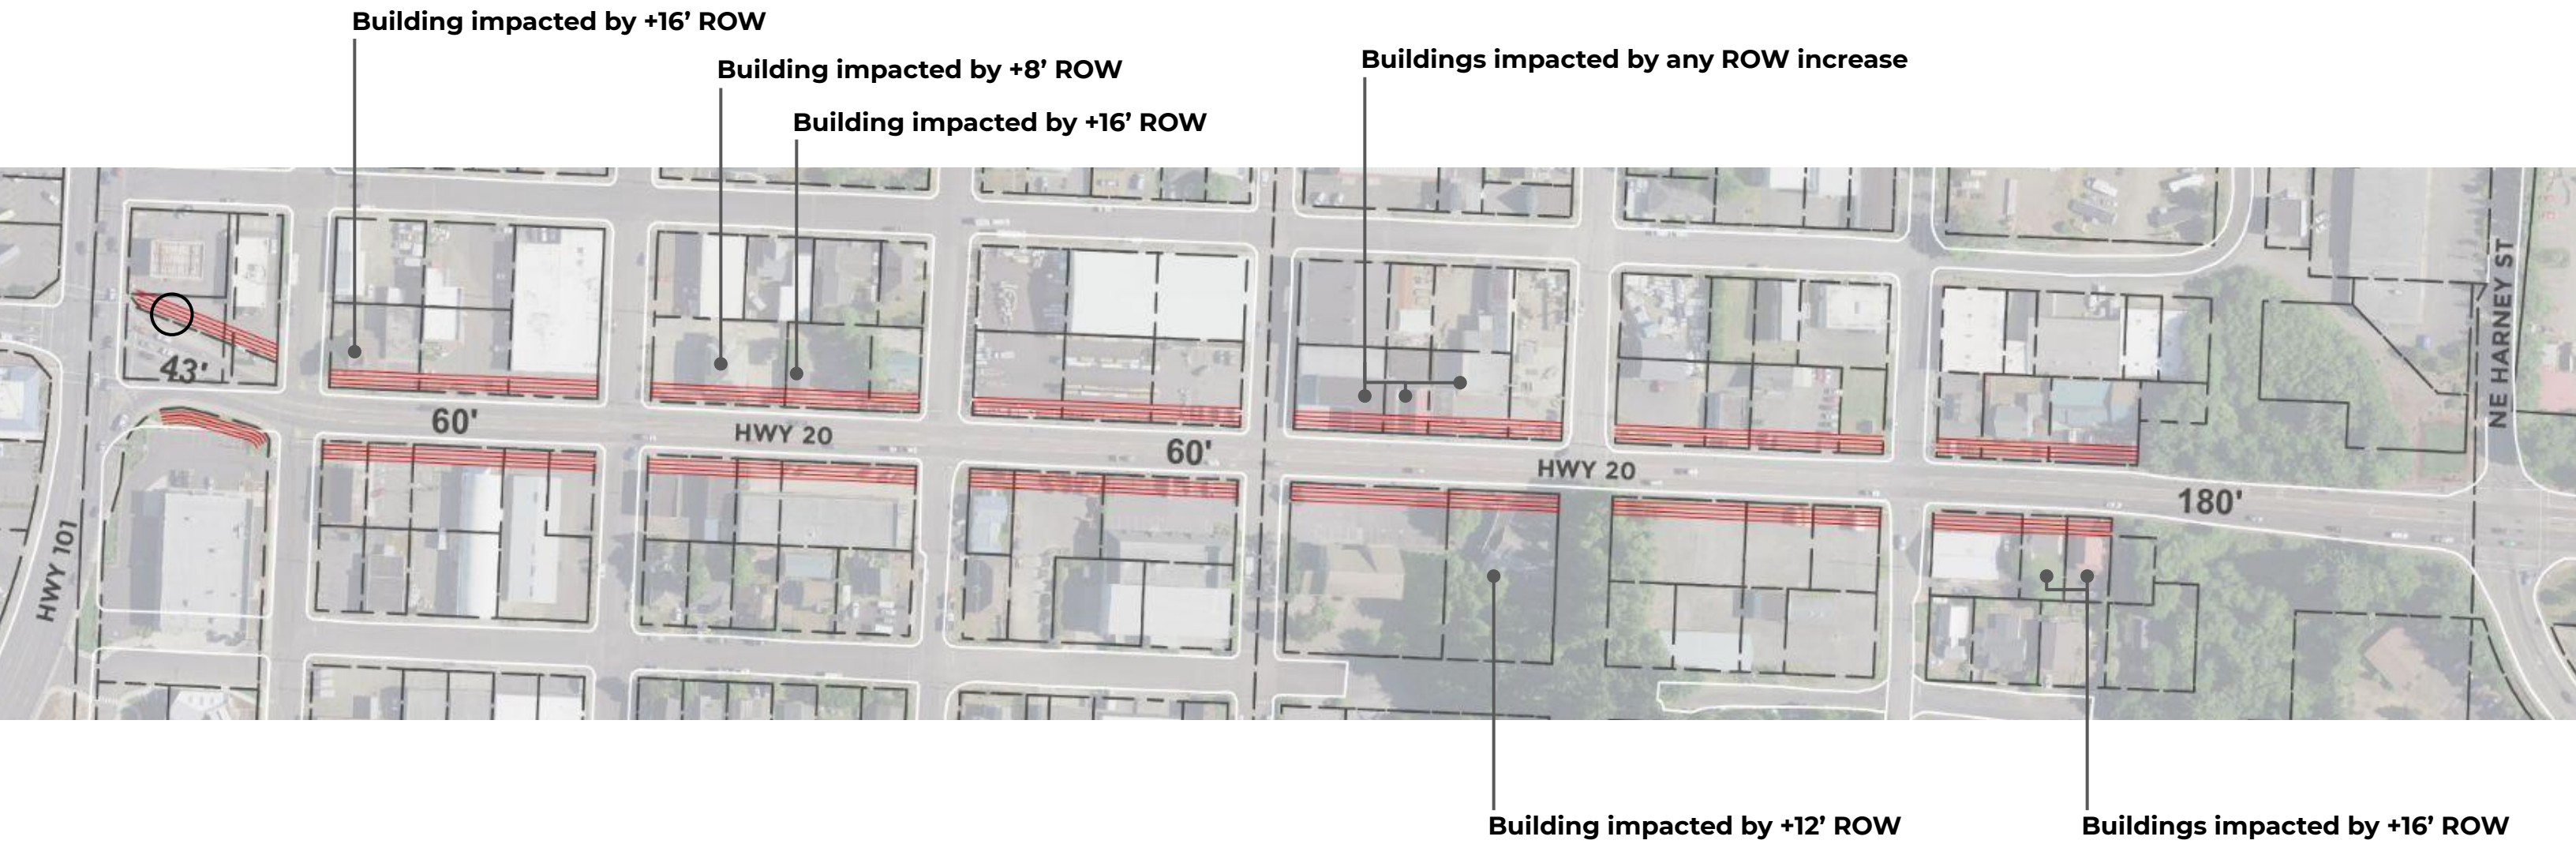 Building impacted by +16’ ROW
Building impacted by +8’ ROW
Buildings impacted by any ROW increase
Building impacted by +16’ ROW
43'
60'
HWY 20
60'
HWY 20
180'
NE HARNEY ST
HWY 101
Building impacted by +12’ ROW
Buildings impacted by +16’ ROW